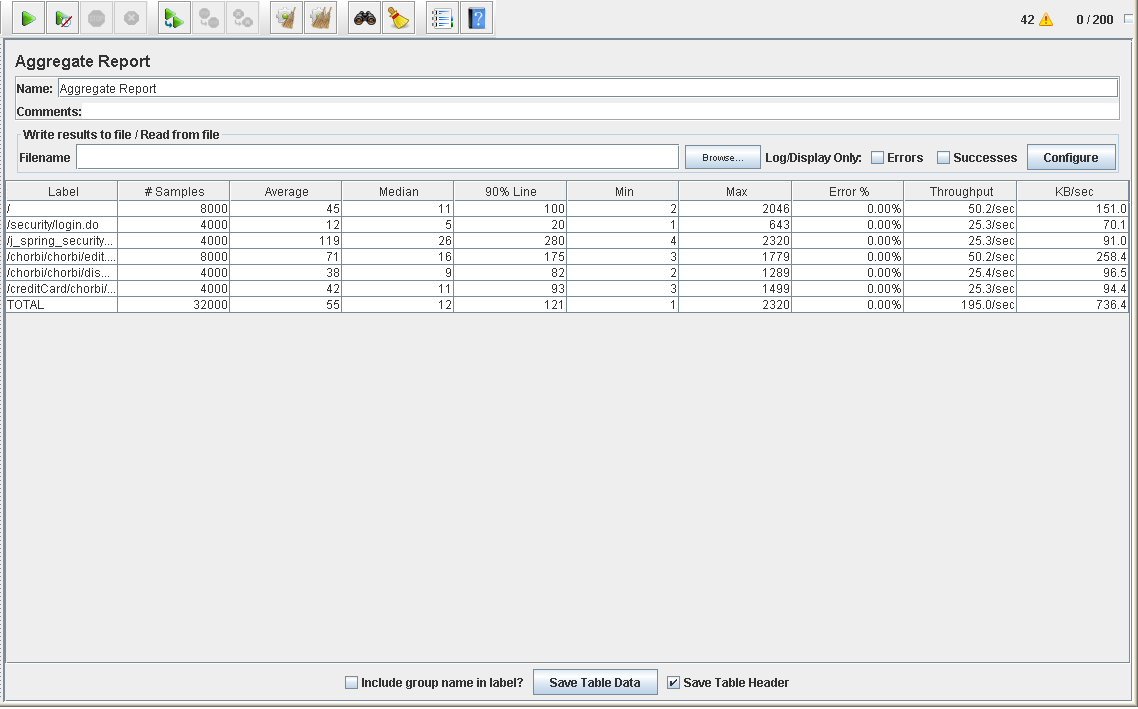 42 0 / 200
Aggregate Report
Name: Aggregate Report
Comments:
Write results to file / Read from file
Filename Browse... Log/Display Only: Errors Successes Configure
Label # Samples Average Median 90% Line Min Max Error % Throughput KB/sec
/ 8000 45 11 100 2 2046 0.00% 50.2/sec 151.0
/security/login.do 4000 12 5 20 1 643 0.00% 25.3/sec 70.1
/j_spring_security... 4000 119 26 280 4 2320 0.00% 25.3/sec 91.0
/chorbi/chorbi/edit.... 8000 71 16 175 3 1779 0.00% 50.2/sec 258.4
/chorbi/chorbi/dis... 4000 38 9 82 2 1289 0.00% 25.4/sec 96.5
/creditCard/chorbi/... 4000 42 11 93 3 1499 0.00% 25.3/sec 94.4
TOTAL 32000 55 12 121 1 2320 0.00% 195.0/sec 736.4
Include group name in label? Save Table Data Save Table Header